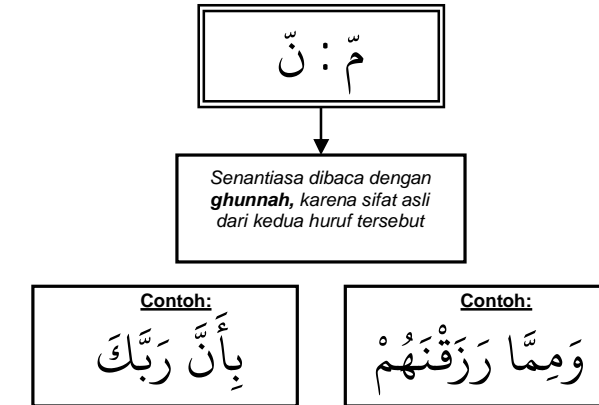 مّ : نّ
Senantiasa dibaca dengan
ghunnah, karena sifat asli
dari kedua huruf tersebut
Contoh:
بِأَنَّ رَبَّكَ
Contoh:
وَمِمَّا رَزَقْنَهُمْ